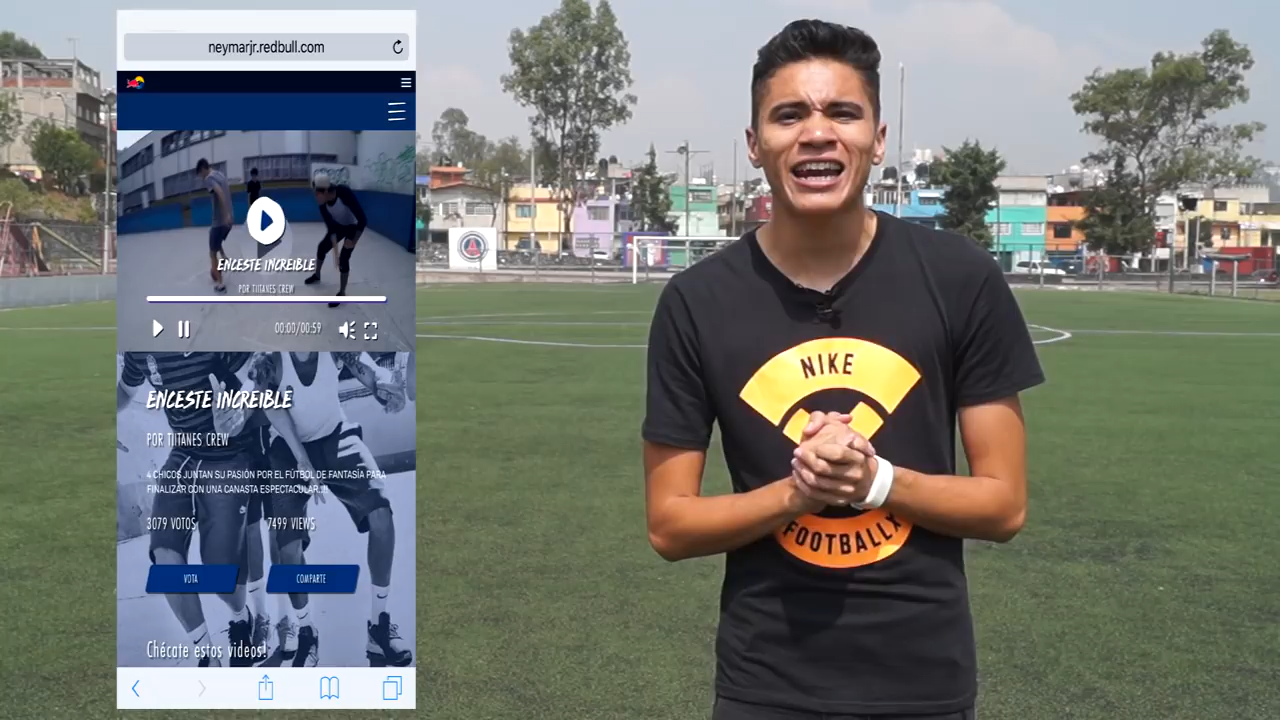 neymarjr.redbull.com
ENCESTE INCREIBLE
POR TIITANES CREW
00:00/00:59
ENCESTE INCREIBLE
POR TIITANES CREW
4 CHICOS JUNTAN SU PASIÓN POR EL FÚTBOL DE FANTASÍA PARA
FINALIZAR CON UNA CANASTA ESPECTACULAR..!!!
3079 VOTOS
7499 VIEWS
VOTA
COMPARTE
Chécate estos videos!
NIKE
FOOTBALLX